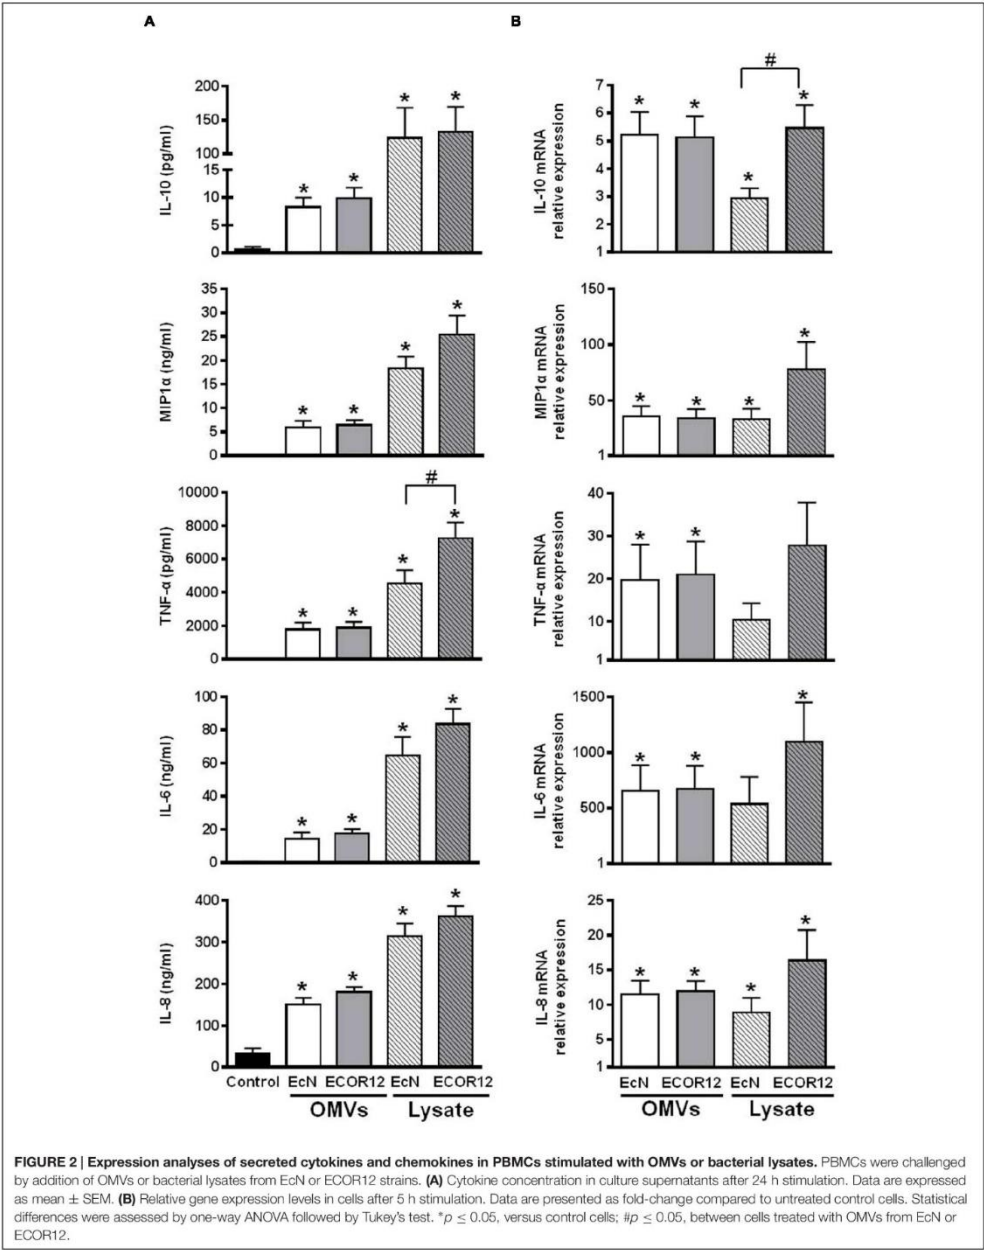 A
B
200
150
100
15
10
5
0
IL-10 (pg/ml)
* * * *
7
6
5
4
3
2
1
IL-10 mRNA
relative expression
#
* * * *
35
30
25
20
15
10
5
0
MIP1α (ng/ml)
* * * *
150
100
50
1
MIP1α mRNA
relative expression
* * * *
10000
8000
6000
4000
2000
0
TNF-α (pg/ml)
#
* * * *
40
30
20
10
1
TNF-α mRNA
relative expression
* *
100
80
60
40
20
0
IL-6 (ng/ml)
* * * *
1500
1000
500
1
IL-6 mRNA
relative expression
* * *
400
300
200
100
0
IL-8 (ng/ml)
* * * *
25
20
15
10
5
1
IL-8 mRNA
relative expression
* * * *
Control EcN ECOR12 EcN ECOR12
OMVs Lysate
EcN ECOR12 EcN ECOR12
OMVs Lysate
FIGURE 2 | Expression analyses of secreted cytokines and chemokines in PBMCs stimulated with OMVs or bacterial lysates. PBMCs were challenged
by addition of OMVs or bacterial lysates from EcN or ECOR12 strains. (A) Cytokine concentration in culture supernatants after 24 h stimulation. Data are expressed
as mean ± SEM. (B) Relative gene expression levels in cells after 5 h stimulation. Data are presented as fold-change compared to untreated control cells. Statistical
differences were assessed by one-way ANOVA followed by Tukey's test. *p ≤ 0.05, versus control cells; #p ≤ 0.05, between cells treated with OMVs from EcN or
ECOR12.